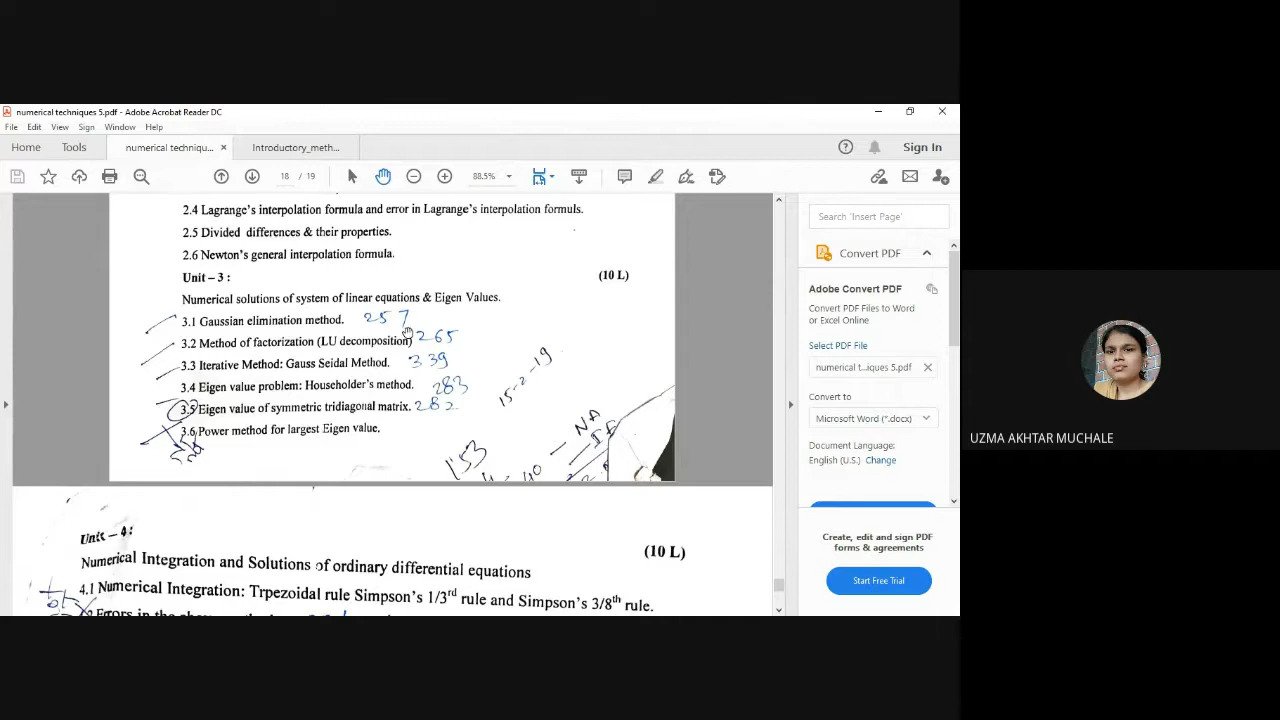 numerical techniques 5.pdf - Adobe Acrobat Reader DC
File Edit View Sign Window Help
Home Tools numerical techniqu... × Introductory_meth... Sign In
18 / 19 88.5%
2.4 Lagrange's interpolation formula and error in Lagrange's interpolation formuls.
2.5 Divided differences & their properties.
2.6 Newton's general interpolation formula.
Unit – 3 : (10 L)
Numerical solutions of system of linear equations & Eigen Values.
3.1 Gaussian elimination method. 257
3.2 Method of factorization (LU decomposition) 265
3.3 Iterative Method: Gauss Seidal Method. 339
3.4 Eigen value problem: Householder's method. 283
3.5 Eigen value of symmetric tridiagonal matrix. 282
3.6 Power method for largest Eigen value.
15-2-19
153
NA
Unit – 4: (10 L)
Numerical Integration and Solutions of ordinary differential equations
4.1 Numerical Integration: Trpezoidal rule Simpson's 1/3rd rule and Simpson's 3/8th rule.
Errors in the
Search 'Insert Page'
Convert PDF
Adobe Convert PDF
Convert PDF Files to Word
or Excel Online
Select PDF File
numerical t...iques 5.pdf ×
Convert to
Microsoft Word (*.docx)
Document Language:
English (U.S.) Change
Create, edit and sign PDF
forms & agreements
Start Free Trial
UZMA AKHTAR MUCHALE